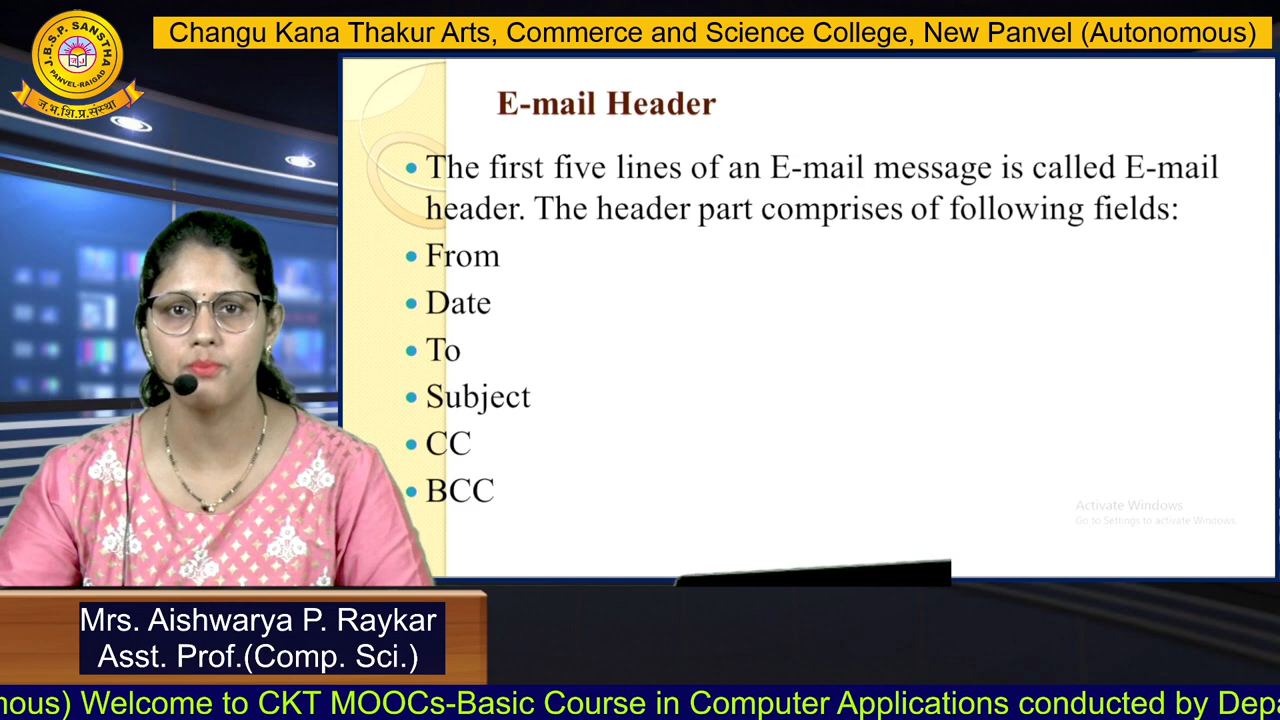 J.B.S.P. SANSTHA
PANVEL-RAIGAD
ज.भ.शि.प्र.संस्था
Changu Kana Thakur Arts, Commerce and Science College, New Panvel (Autonomous)
E-mail Header
• The first five lines of an E-mail message is called E-mail
header. The header part comprises of following fields:
• From
• Date
• To
• Subject
• CC
• BCC
Activate Windows
Go to Settings to activate Windows.
Mrs. Aishwarya P. Raykar
Asst. Prof.(Comp. Sci.)
nous) Welcome to CKT MOOCs-Basic Course in Computer Applications conducted by Depa